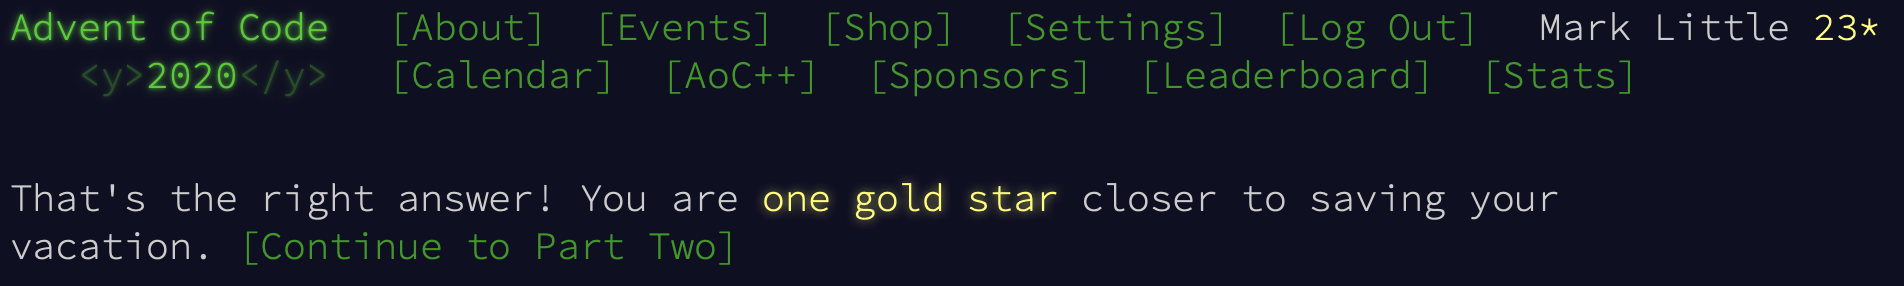 Advent of Code [About] [Events] [Shop] [Settings] [Log Out] Mark Little 23*
<y>2020</y> [Calendar] [AoC++] [Sponsors] [Leaderboard] [Stats]
That's the right answer! You are one gold star closer to saving your
vacation. [Continue to Part Two]